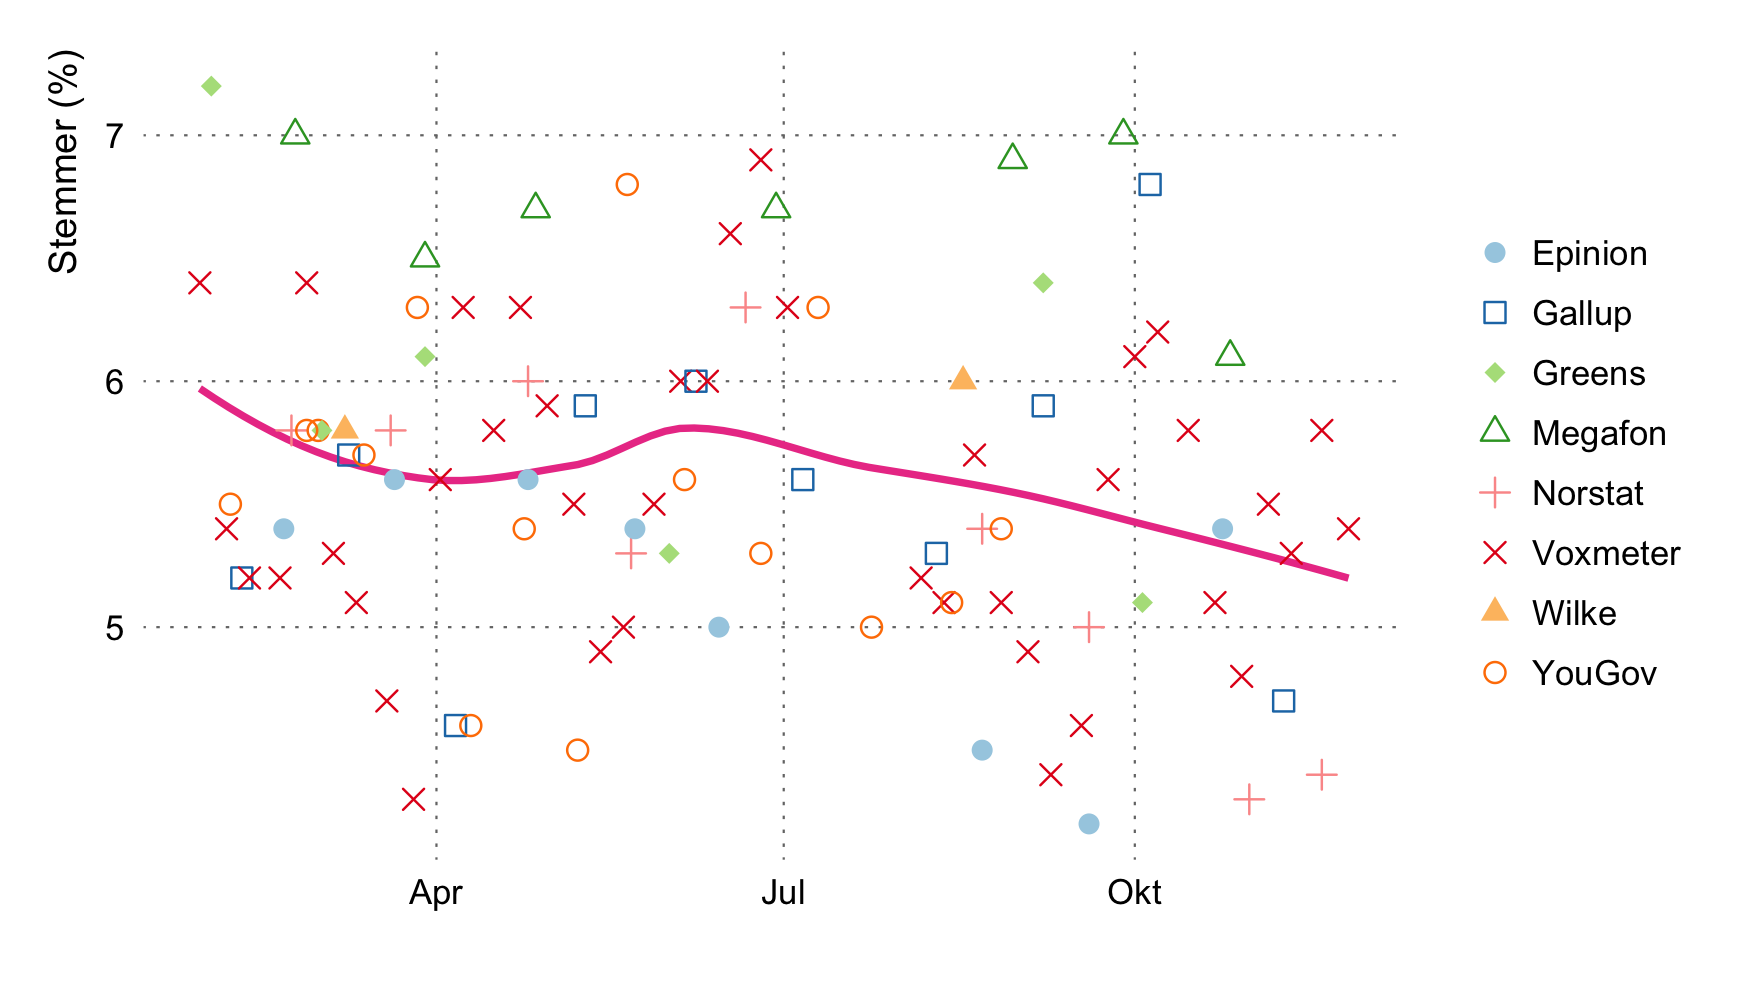 Stemmer (%)
7
6
5
Apr
Jul
Okt
Epinion
Gallup
Greens
Megafon
Norstat
Voxmeter
Wilke
YouGov